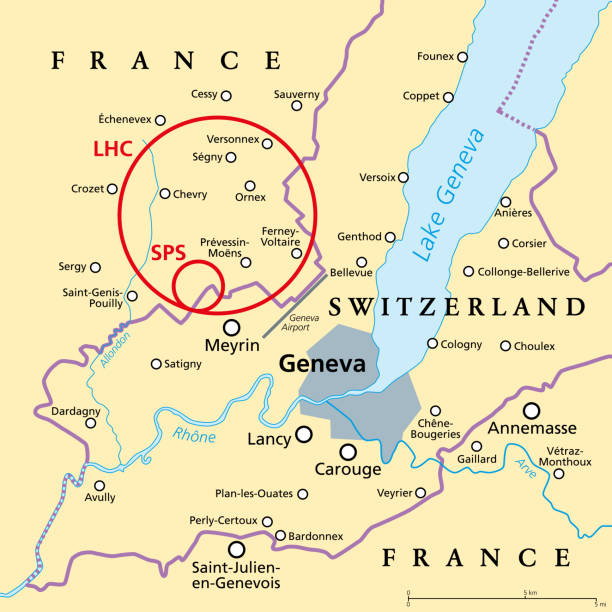 FRANCE
Founex
Cessy
Sauverny
Coppet
Échenevex
LHC
Versonnex
Ségny
Versoix
Crozet
Chevry
Ornex
Lake Geneva
Anières
Ferney-
Voltaire
Genthod
Corsier
SPS
Prévessin-
Moëns
Sergy
Bellevue
Collonge-Bellerive
Saint-Genis-
Pouilly
SWITZERLAND
Geneva
Airport
Allondon
Meyrin
Cologny
Choulex
Satigny
Geneva
Dardagny
Rhône
Chêne-
Bougeries
Annemasse
Lancy
Carouge
Gaillard
Vétraz-
Monthoux
Arve
Avully
Plan-les-Ouates
Veyrier
Perly-Certoux
Bardonnex
Saint-Julien-
en-Genevois
FRANCE
0 5 km
0 5 mi